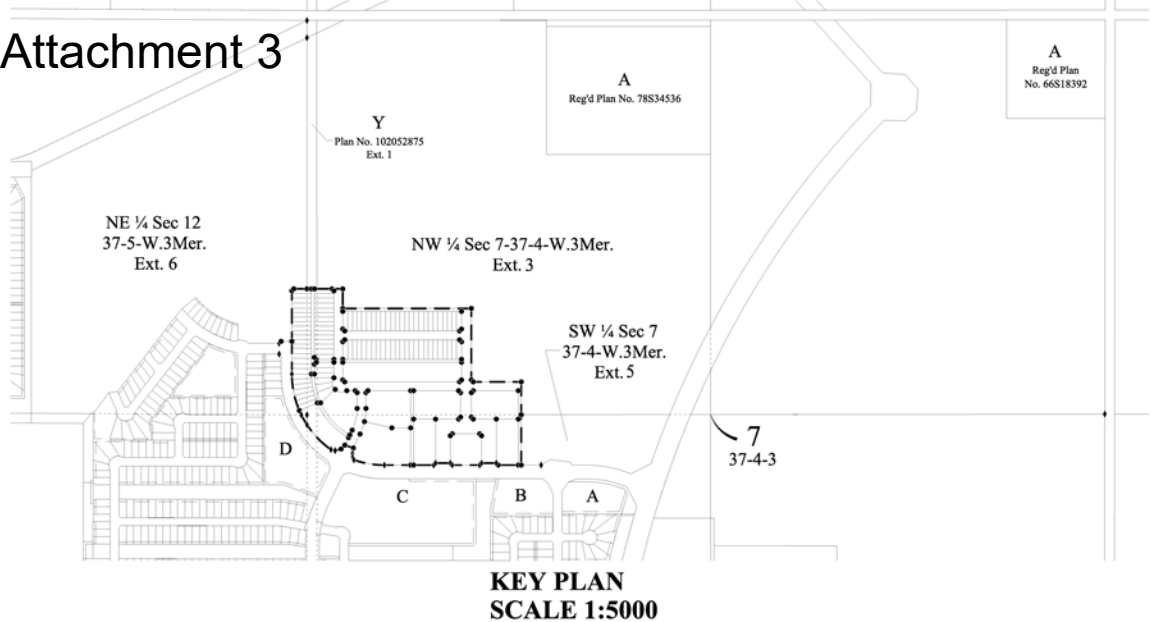 Attachment 3
A
Reg'd Plan No. 78S34536
A
Reg'd Plan
No. 66S18392
Y
Plan No. 102052875
Ext. 1
NE ¼ Sec 12
37-5-W.3Mer.
Ext. 6
NW ¼ Sec 7-37-4-W.3Mer.
Ext. 3
SW ¼ Sec 7
37-4-W.3Mer.
Ext. 5
7
37-4-3
D
C
B
A
KEY PLAN
SCALE 1:5000